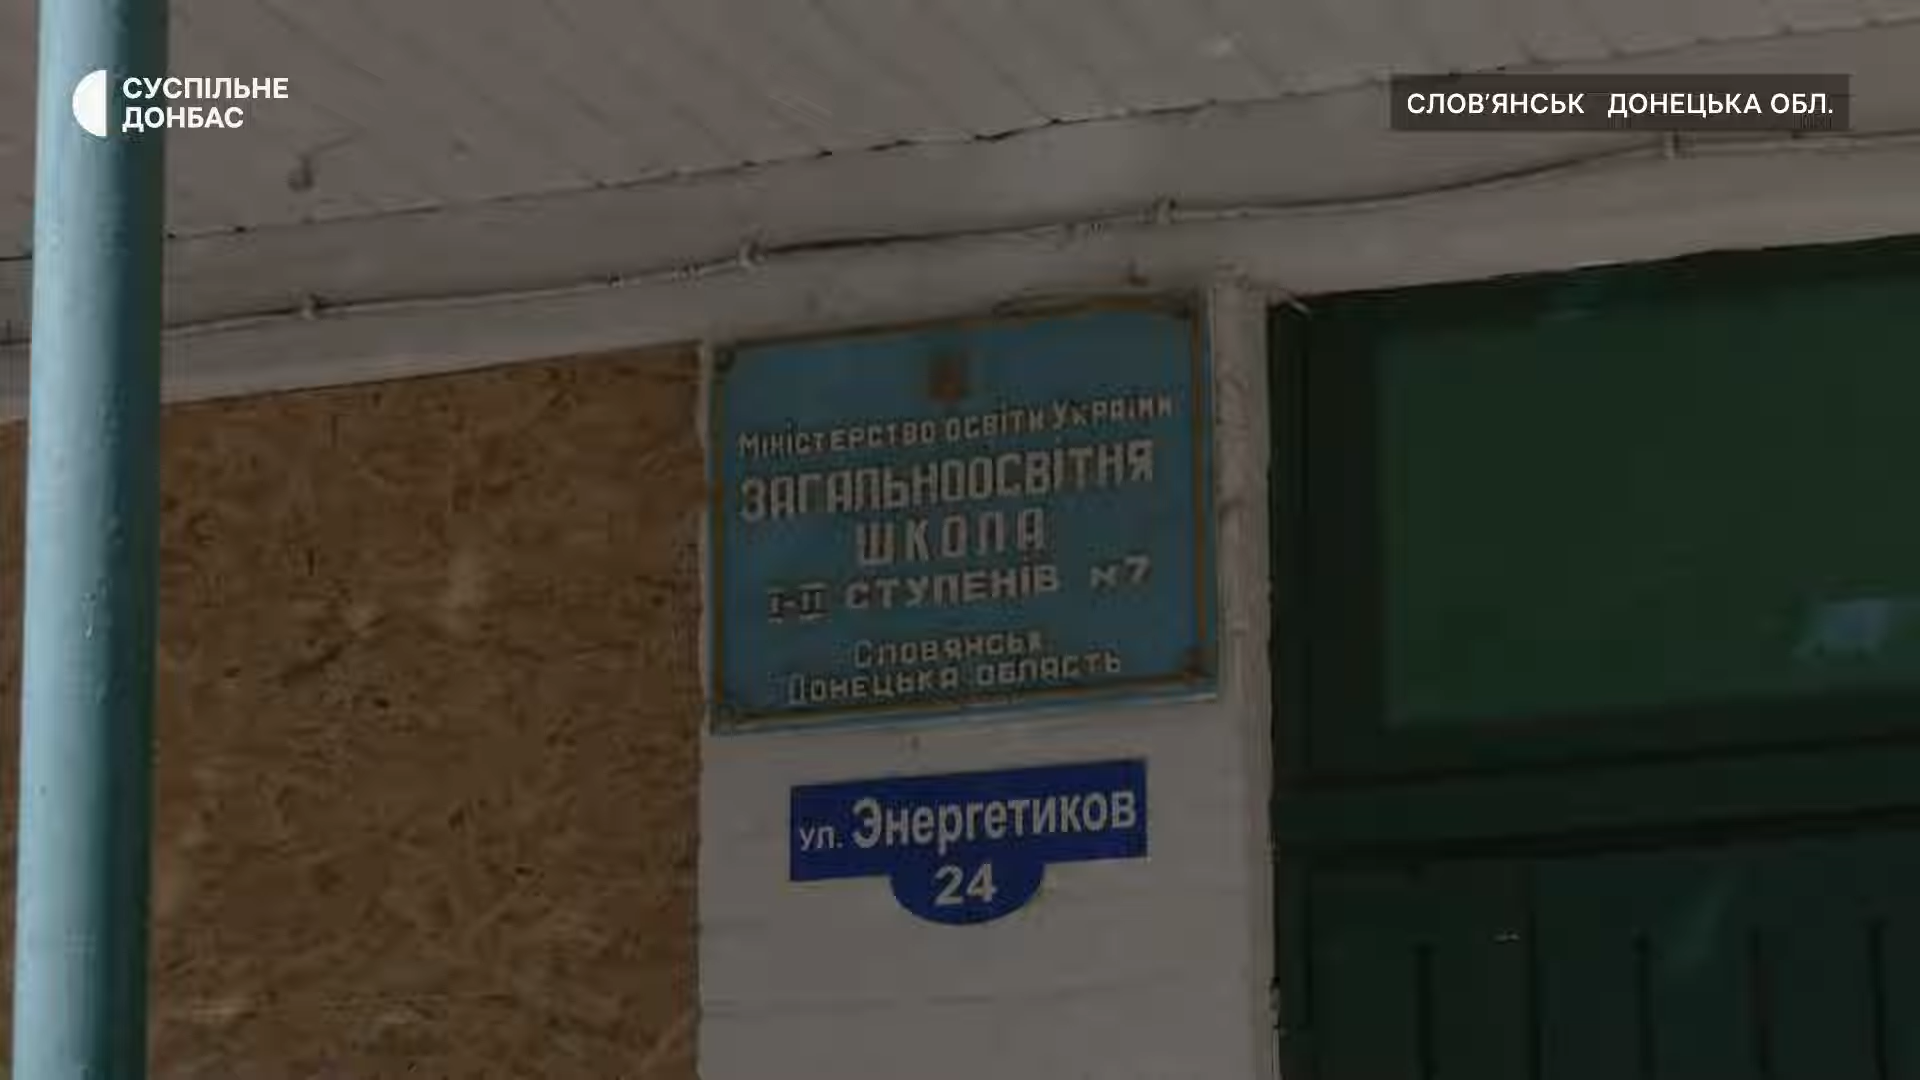 СУСПІЛЬНЕ
ДОНБАС
СЛОВ'ЯНСЬК ДОНЕЦЬКА ОБЛ.
Міністерство освіти України
ЗАГАЛЬНООСВІТНЯ
ШКОЛА
I-II СТУПЕНІВ №7
Словянськ
Донецька область
ул. Энергетиков
24